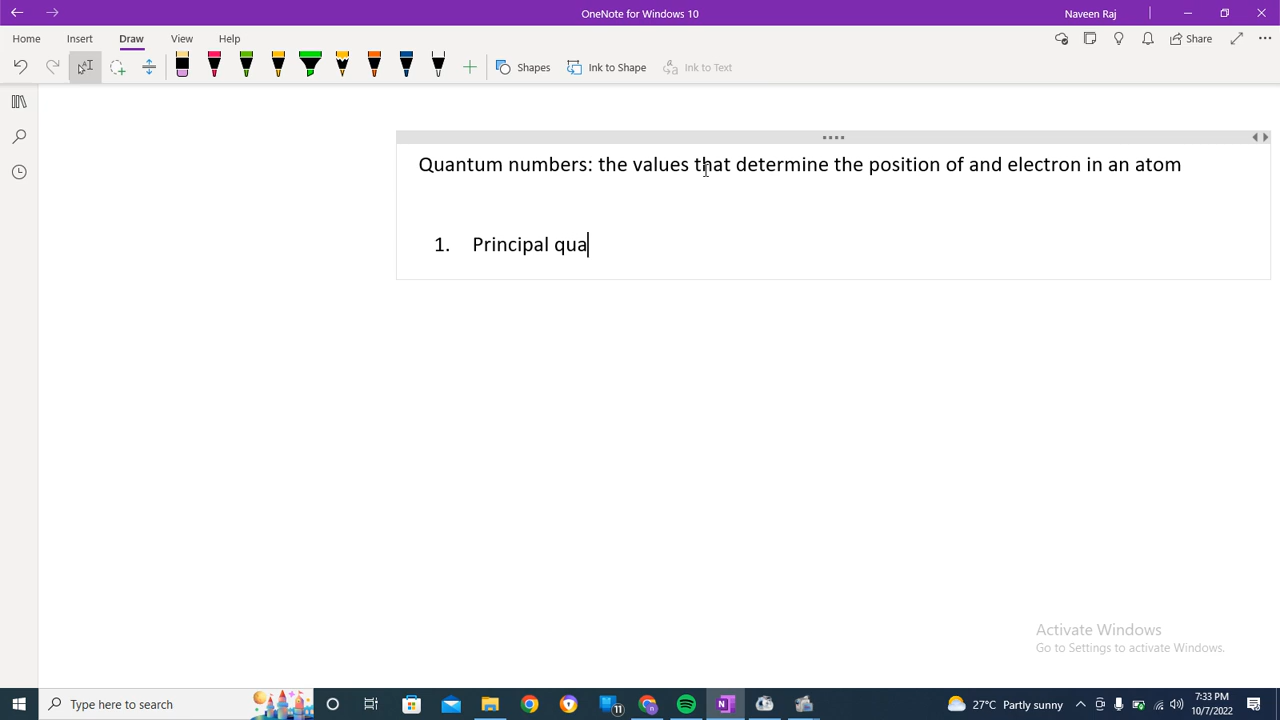 OneNote for Windows 10
Naveen Raj
Home Insert Draw View Help
Share
Shapes Ink to Shape Ink to Text
Quantum numbers: the values that determine the position of and electron in an atom
1. Principal qua
Activate Windows
Go to Settings to activate Windows.
Type here to search
11
27°C Partly sunny
7:33 PM
10/7/2022